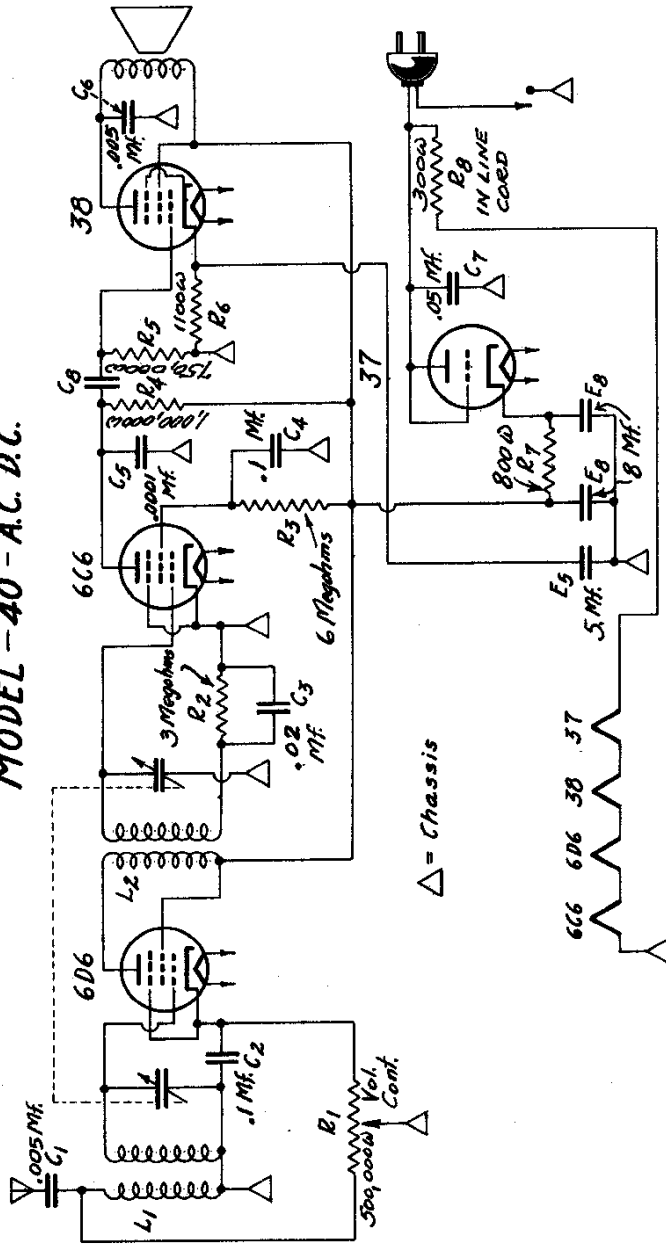 MODEL-40-A.C. D.C.
.005 Mf.
C1
L1
6D6
.1 Mf. C2
R1
500,000ω
Vol.
Cont.
L2
3 Megohms
R2
C3
.02
Mf.
6C6
C5
.0001
Mf.
.1 Mf.
C4
R3
6 Megohms
C8
R4
1,000,000ω
R5
750,000ω
1100ω
R6
38
C6
.005
Mf.
37
.05 Mf.
C7
300ω
R8
IN LINE
CORD
800ω
R7
E8
E8
8 Mf.
E5
5. Mf.
△ = Chassis
6C6 6D6 38 37